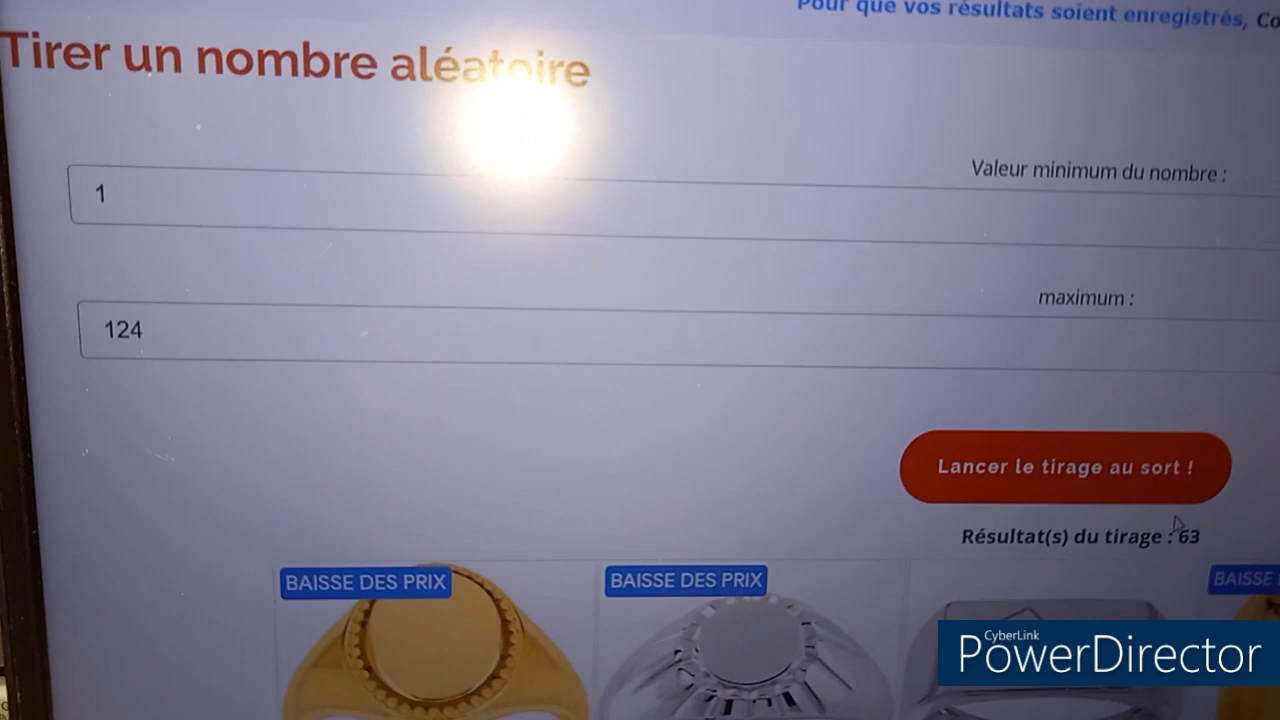 Pour que vos résultats soient enregistrés, Co
Tirer un nombre aléatoire
Valeur minimum du nombre :
1
maximum :
124
Lancer le tirage au sort !
Résultat(s) du tirage : 63
BAISSE DES PRIX
BAISSE DES PRIX
BAISSE
CyberLink
PowerDirector